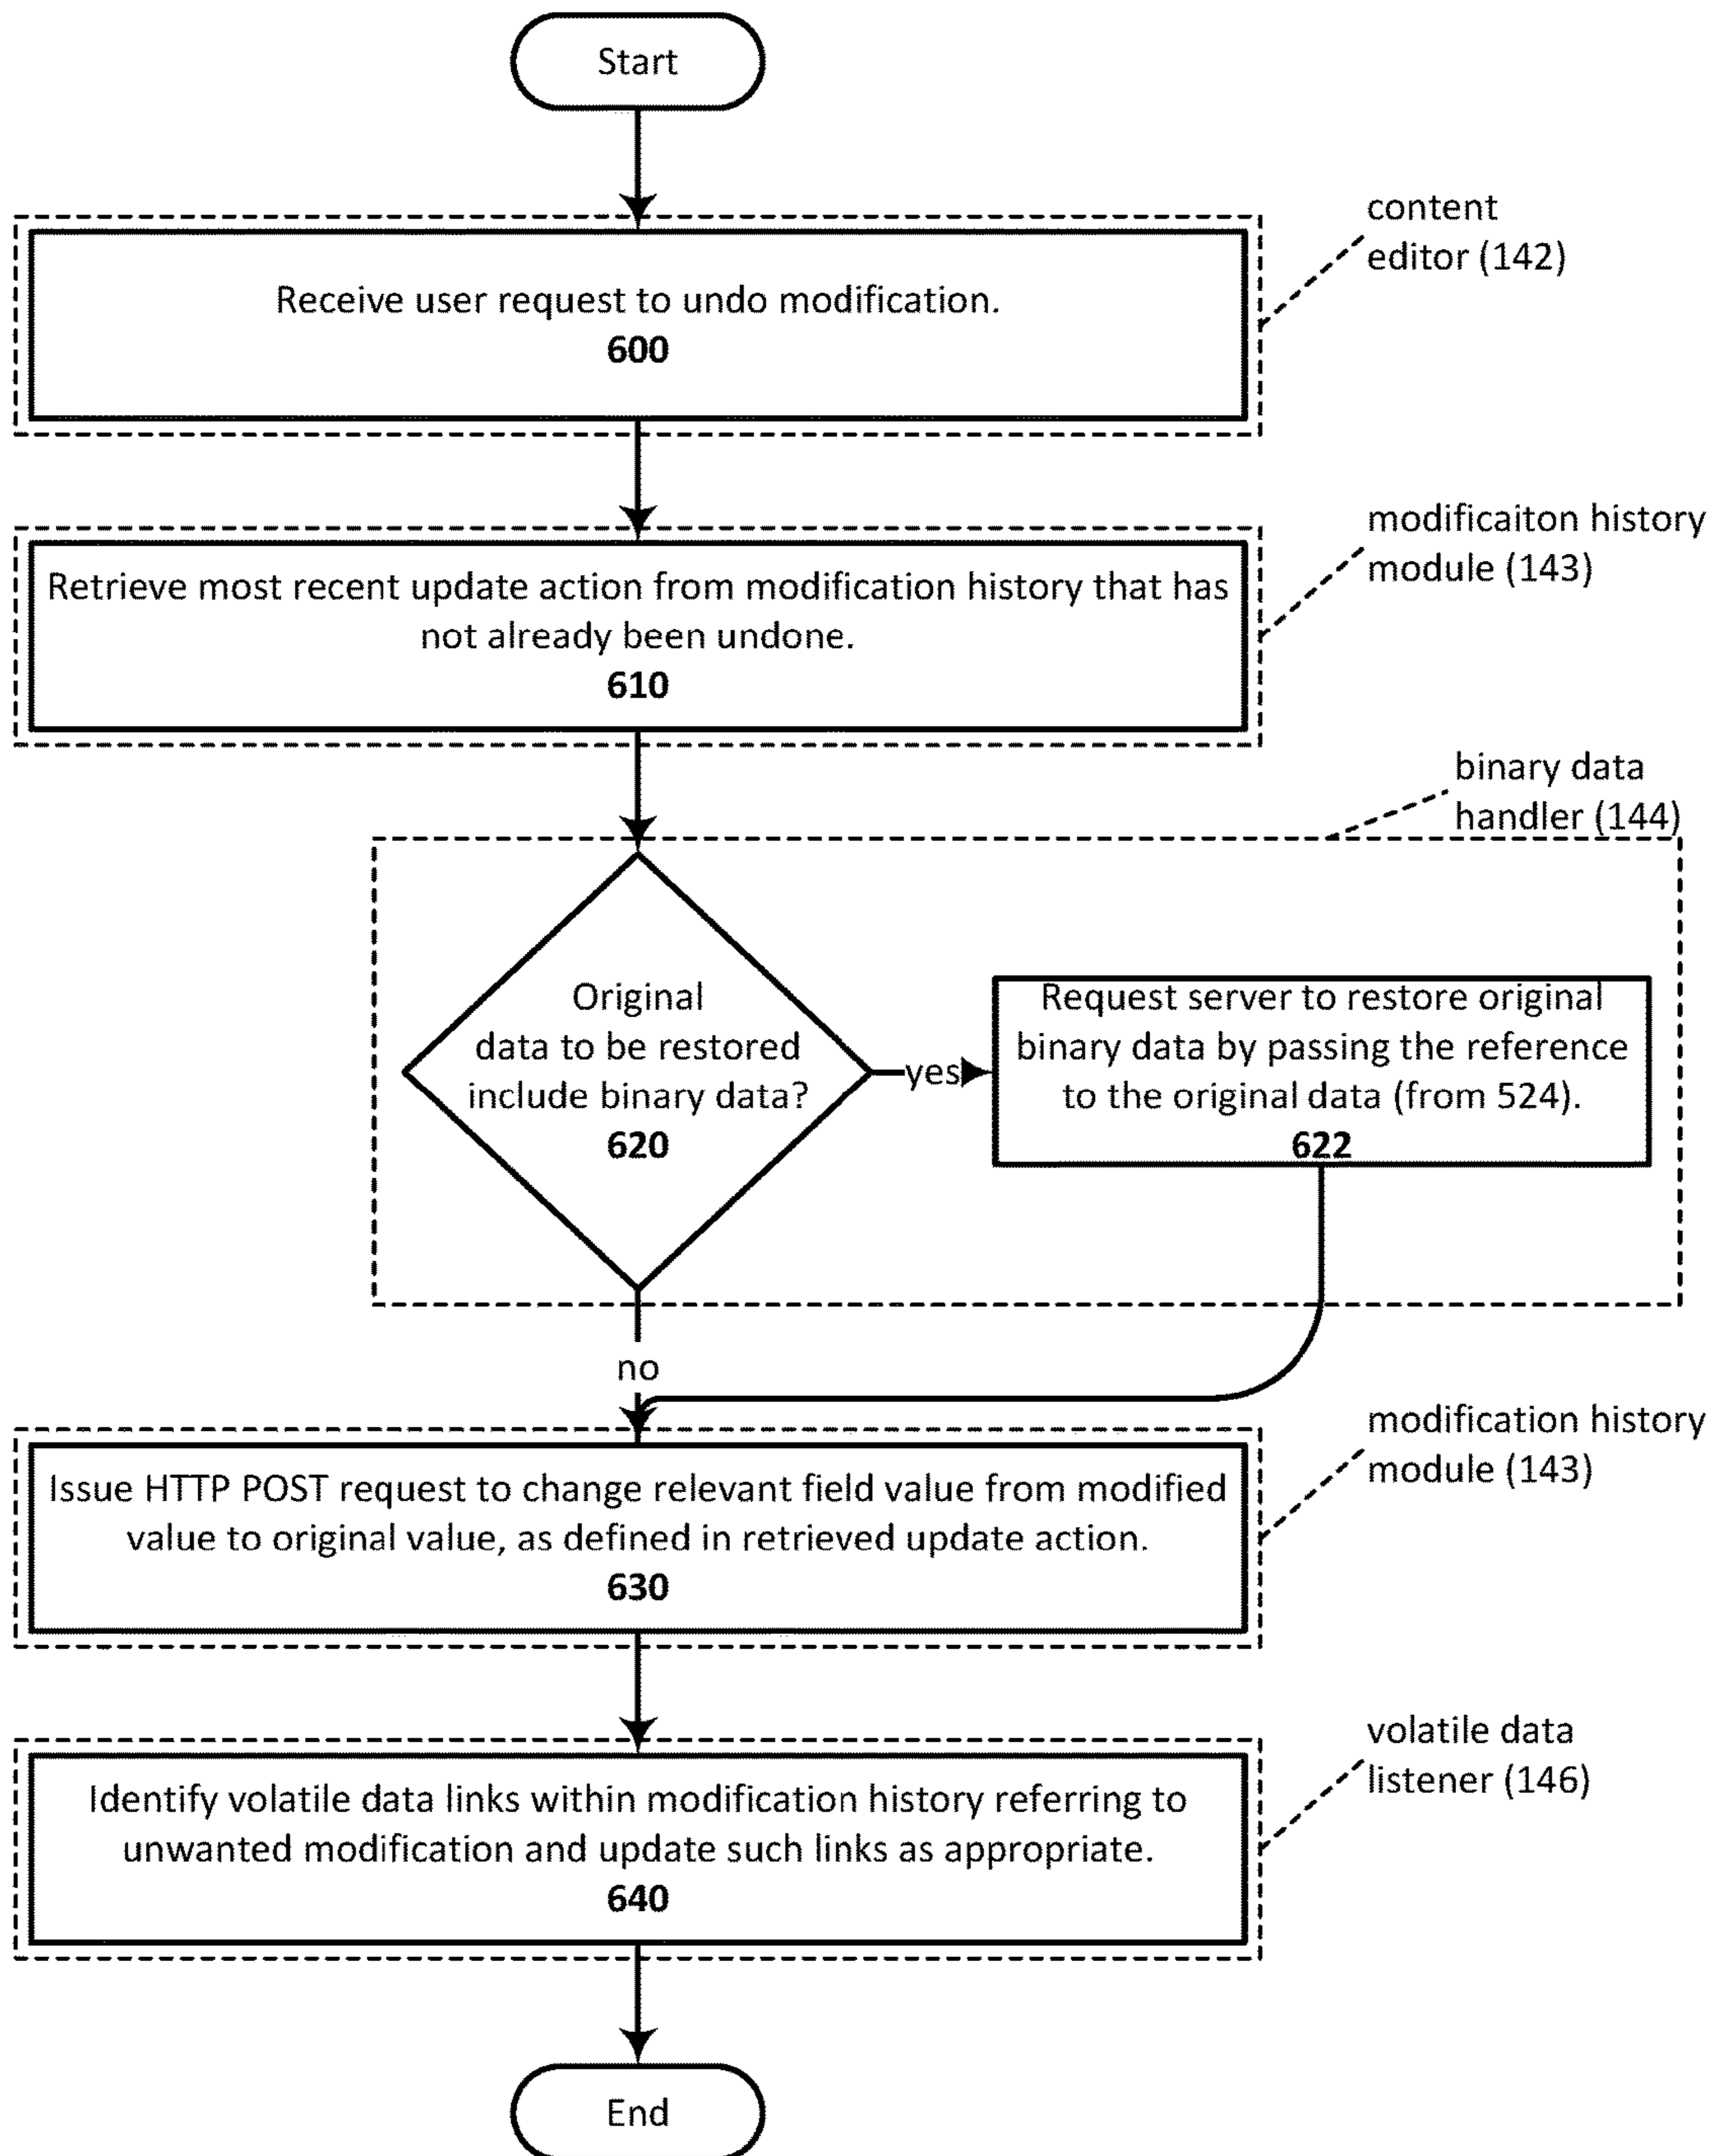 Start
content
editor (142)
Receive user request to undo modification.
600
modificaiton history
module (143)
Retrieve most recent update action from modification history that has
not already been undone.
610
binary data
handler (144)
Original
data to be restored
include binary data?
620
yes
Request server to restore original
binary data by passing the reference
to the original data (from 524).
622
no
modification history
module (143)
Issue HTTP POST request to change relevant field value from modified
value to original value, as defined in retrieved update action.
630
volatile data
listener (146)
Identify volatile data links within modification history referring to
unwanted modification and update such links as appropriate.
640
End